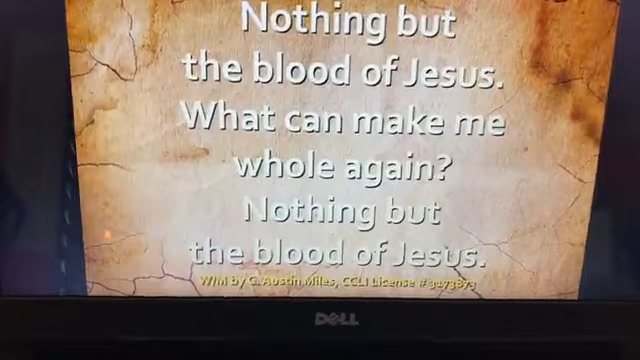 Nothing but
the blood of Jesus.
What can make me
whole again?
Nothing but
the blood of Jesus.
W/M by C. Austin Miles, CCLI License # 3473873
DELL